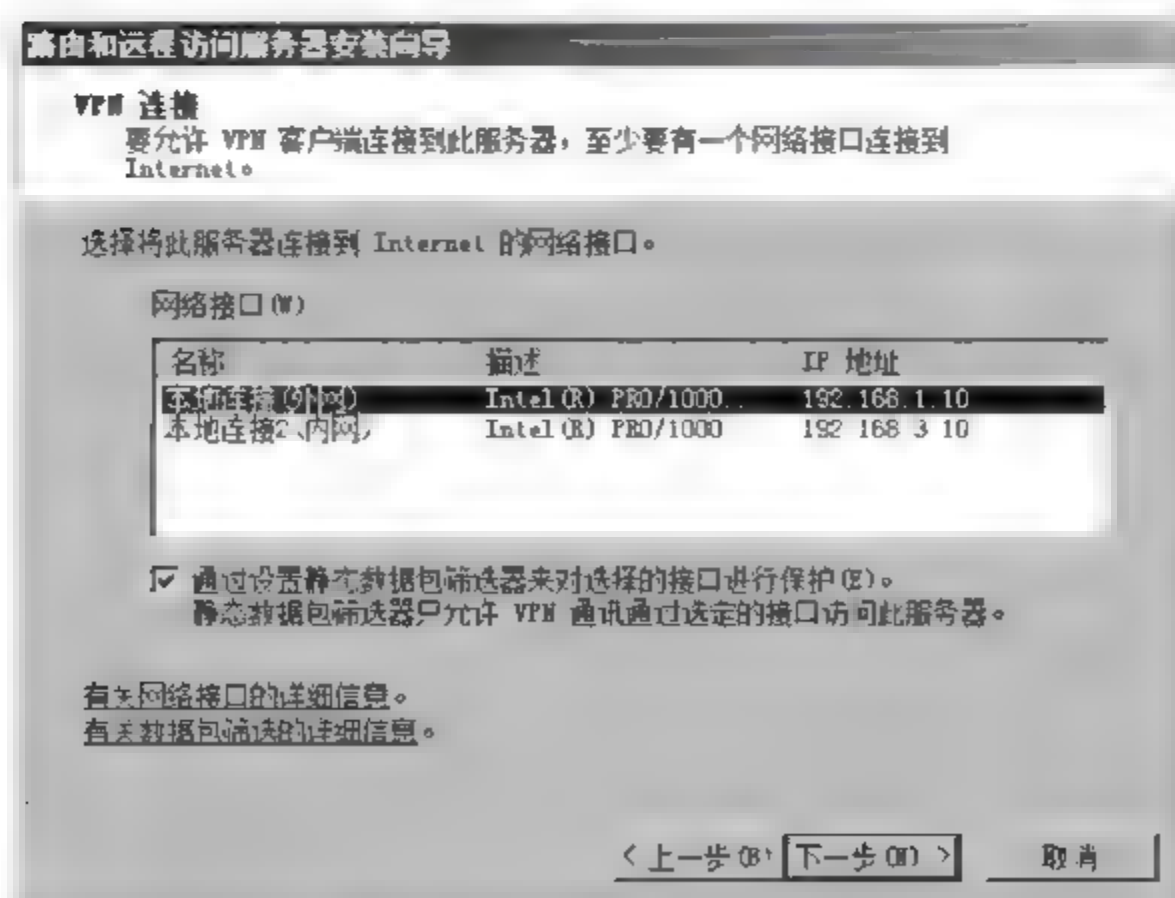 路由和远程访问服务器安装向导
VPN 连接
要允许 VPN 客户端连接到此服务器,至少要有一个网络接口连接到
Internet。
选择将此服务器连接到 Internet 的网络接口。
网络接口(W)
名称 描述 IP 地址
本地连接(外网) Intel(R) PRO/1000.. 192.168.1.10
本地连接2(内网) Intel(R) PRO/1000 192 168 3 10
通过设置静态数据包筛选器来对选择的接口进行保护(E)。
静态数据包筛选器只允许 VPN 通讯通过选定的接口访问此服务器。
有关网络接口的详细信息。
有关数据包筛选的详细信息。
< 上一步(B) 下一步(N) > 取消